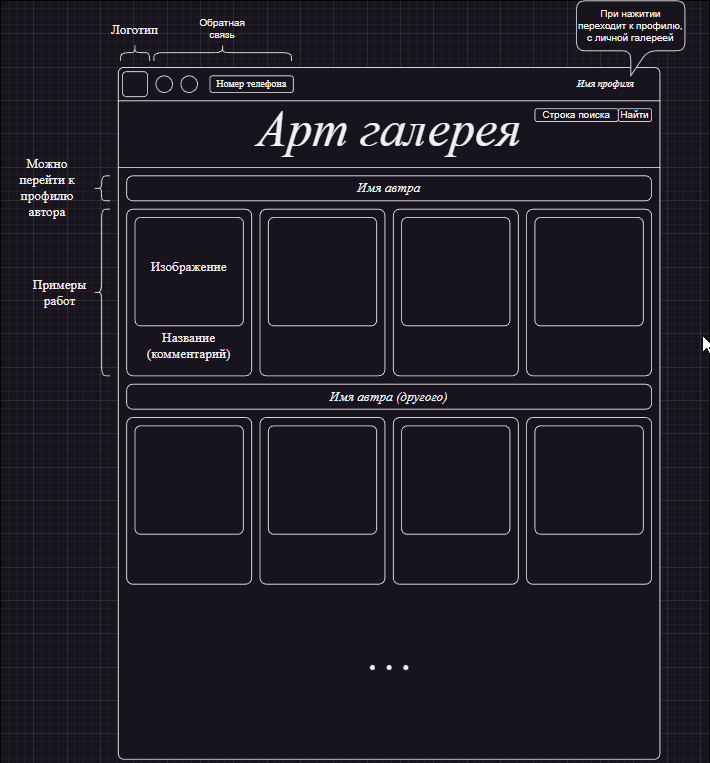 Логотип
Обратная
связь
При нажитии
переходит к профилю,
с личной галереей
Номер телефона
Имя профиля
Арт галерея
Строка поиска
Найти
Можно
перейти к
профилю
автора
Имя автра
Примеры
работ
Изображение
Название
(комментарий)
Имя автра (другого)